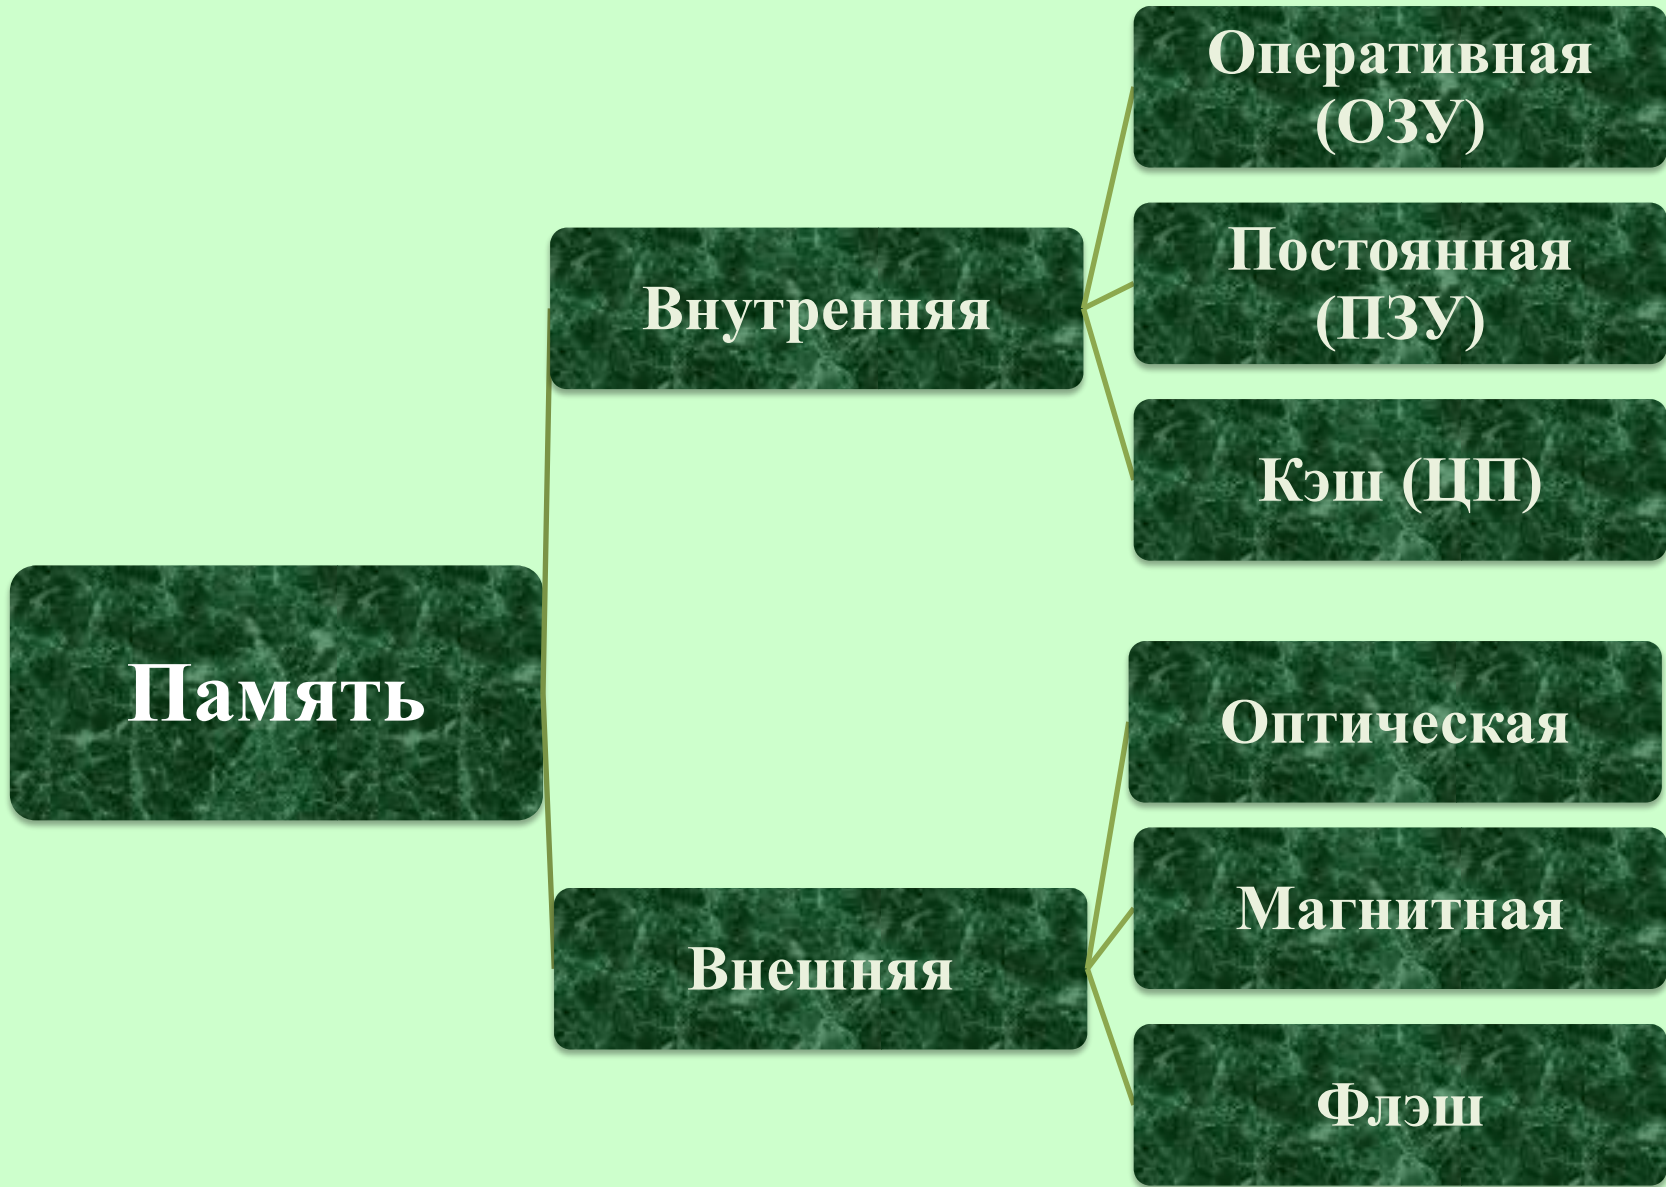 Память
Внутренняя
Оперативная
(ОЗУ)
Постоянная
(ПЗУ)
Кэш (ЦП)
Внешняя
Оптическая
Магнитная
Флэш